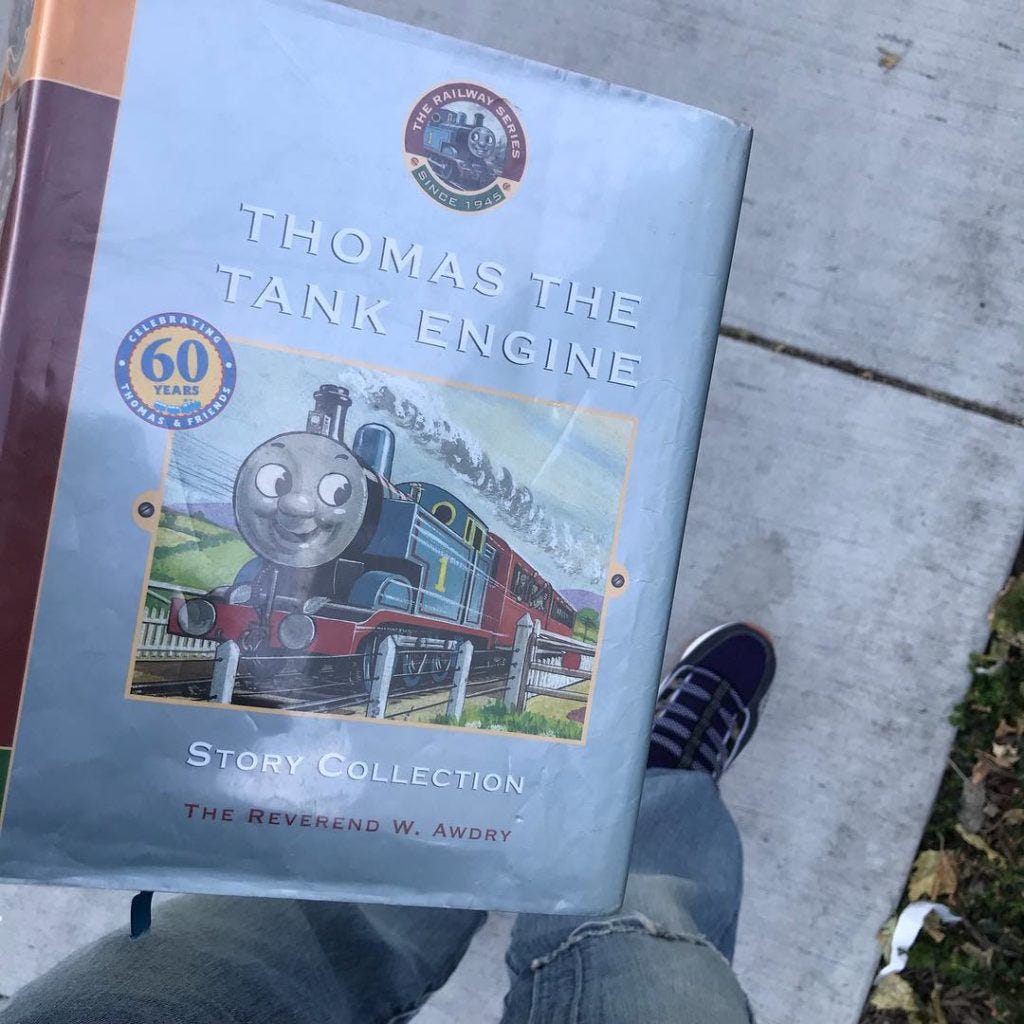 THE RAILWAY SERIES
SINCE 1945
THOMAS THE
TANK ENGINE
CELEBRATING
60
YEARS
THOMAS & FRIENDS
1
STORY COLLECTION
THE REVEREND W. AWDRY